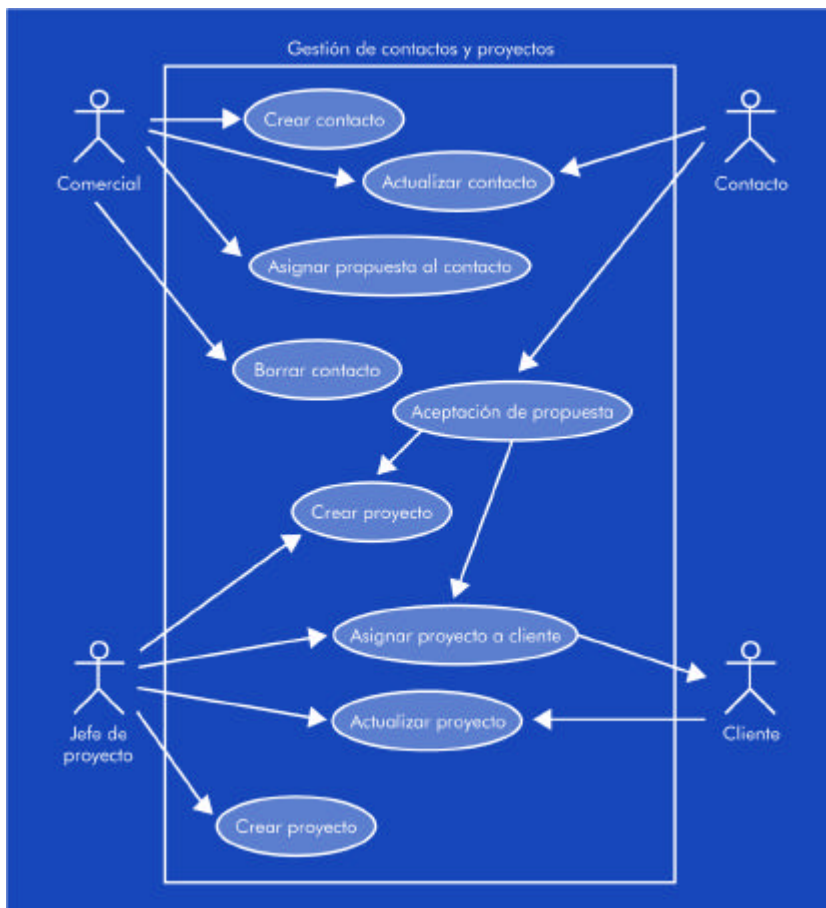 Gestión de contactos y proyectos
Crear contacto
Comercial
Actualizar contacto
Contacto
Asignar propuesta al contacto
Borrar contacto
Aceptación de propuesta
Crear proyecto
Asignar proyecto a cliente
Jefe de
proyecto
Actualizar proyecto
Cliente
Crear proyecto